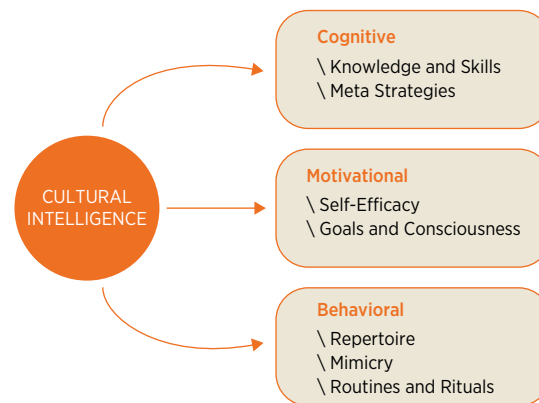 Cognitive
\ Knowledge and Skills
\ Meta Strategies
CULTURAL
INTELLIGENCE
Motivational
\ Self-Efficacy
\ Goals and Consciousness
Behavioral
\ Repertoire
\ Mimicry
\ Routines and Rituals